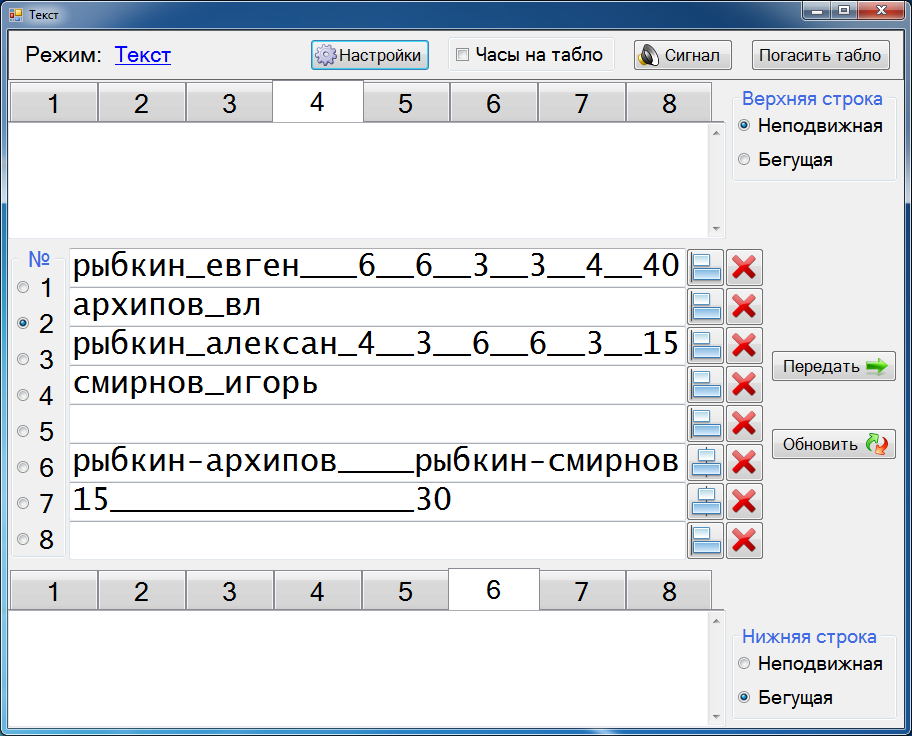 Текст
Режим: Текст Настройки Часы на табло Сигнал Погасить табло
1 2 3 4 5 6 7 8
Верхняя строка
Неподвижная
Бегущая
№
1
2
3
4
5
6
7
8
рыбкин_евген___6__6__3__3__4__40
архипов_вл
рыбкин_алексан_4__3__6__6__3__15
смирнов_игорь
рыбкин-архипов____рыбкин-смирнов
15________________30
Передать
Обновить
1 2 3 4 5 6 7 8
Нижняя строка
Неподвижная
Бегущая